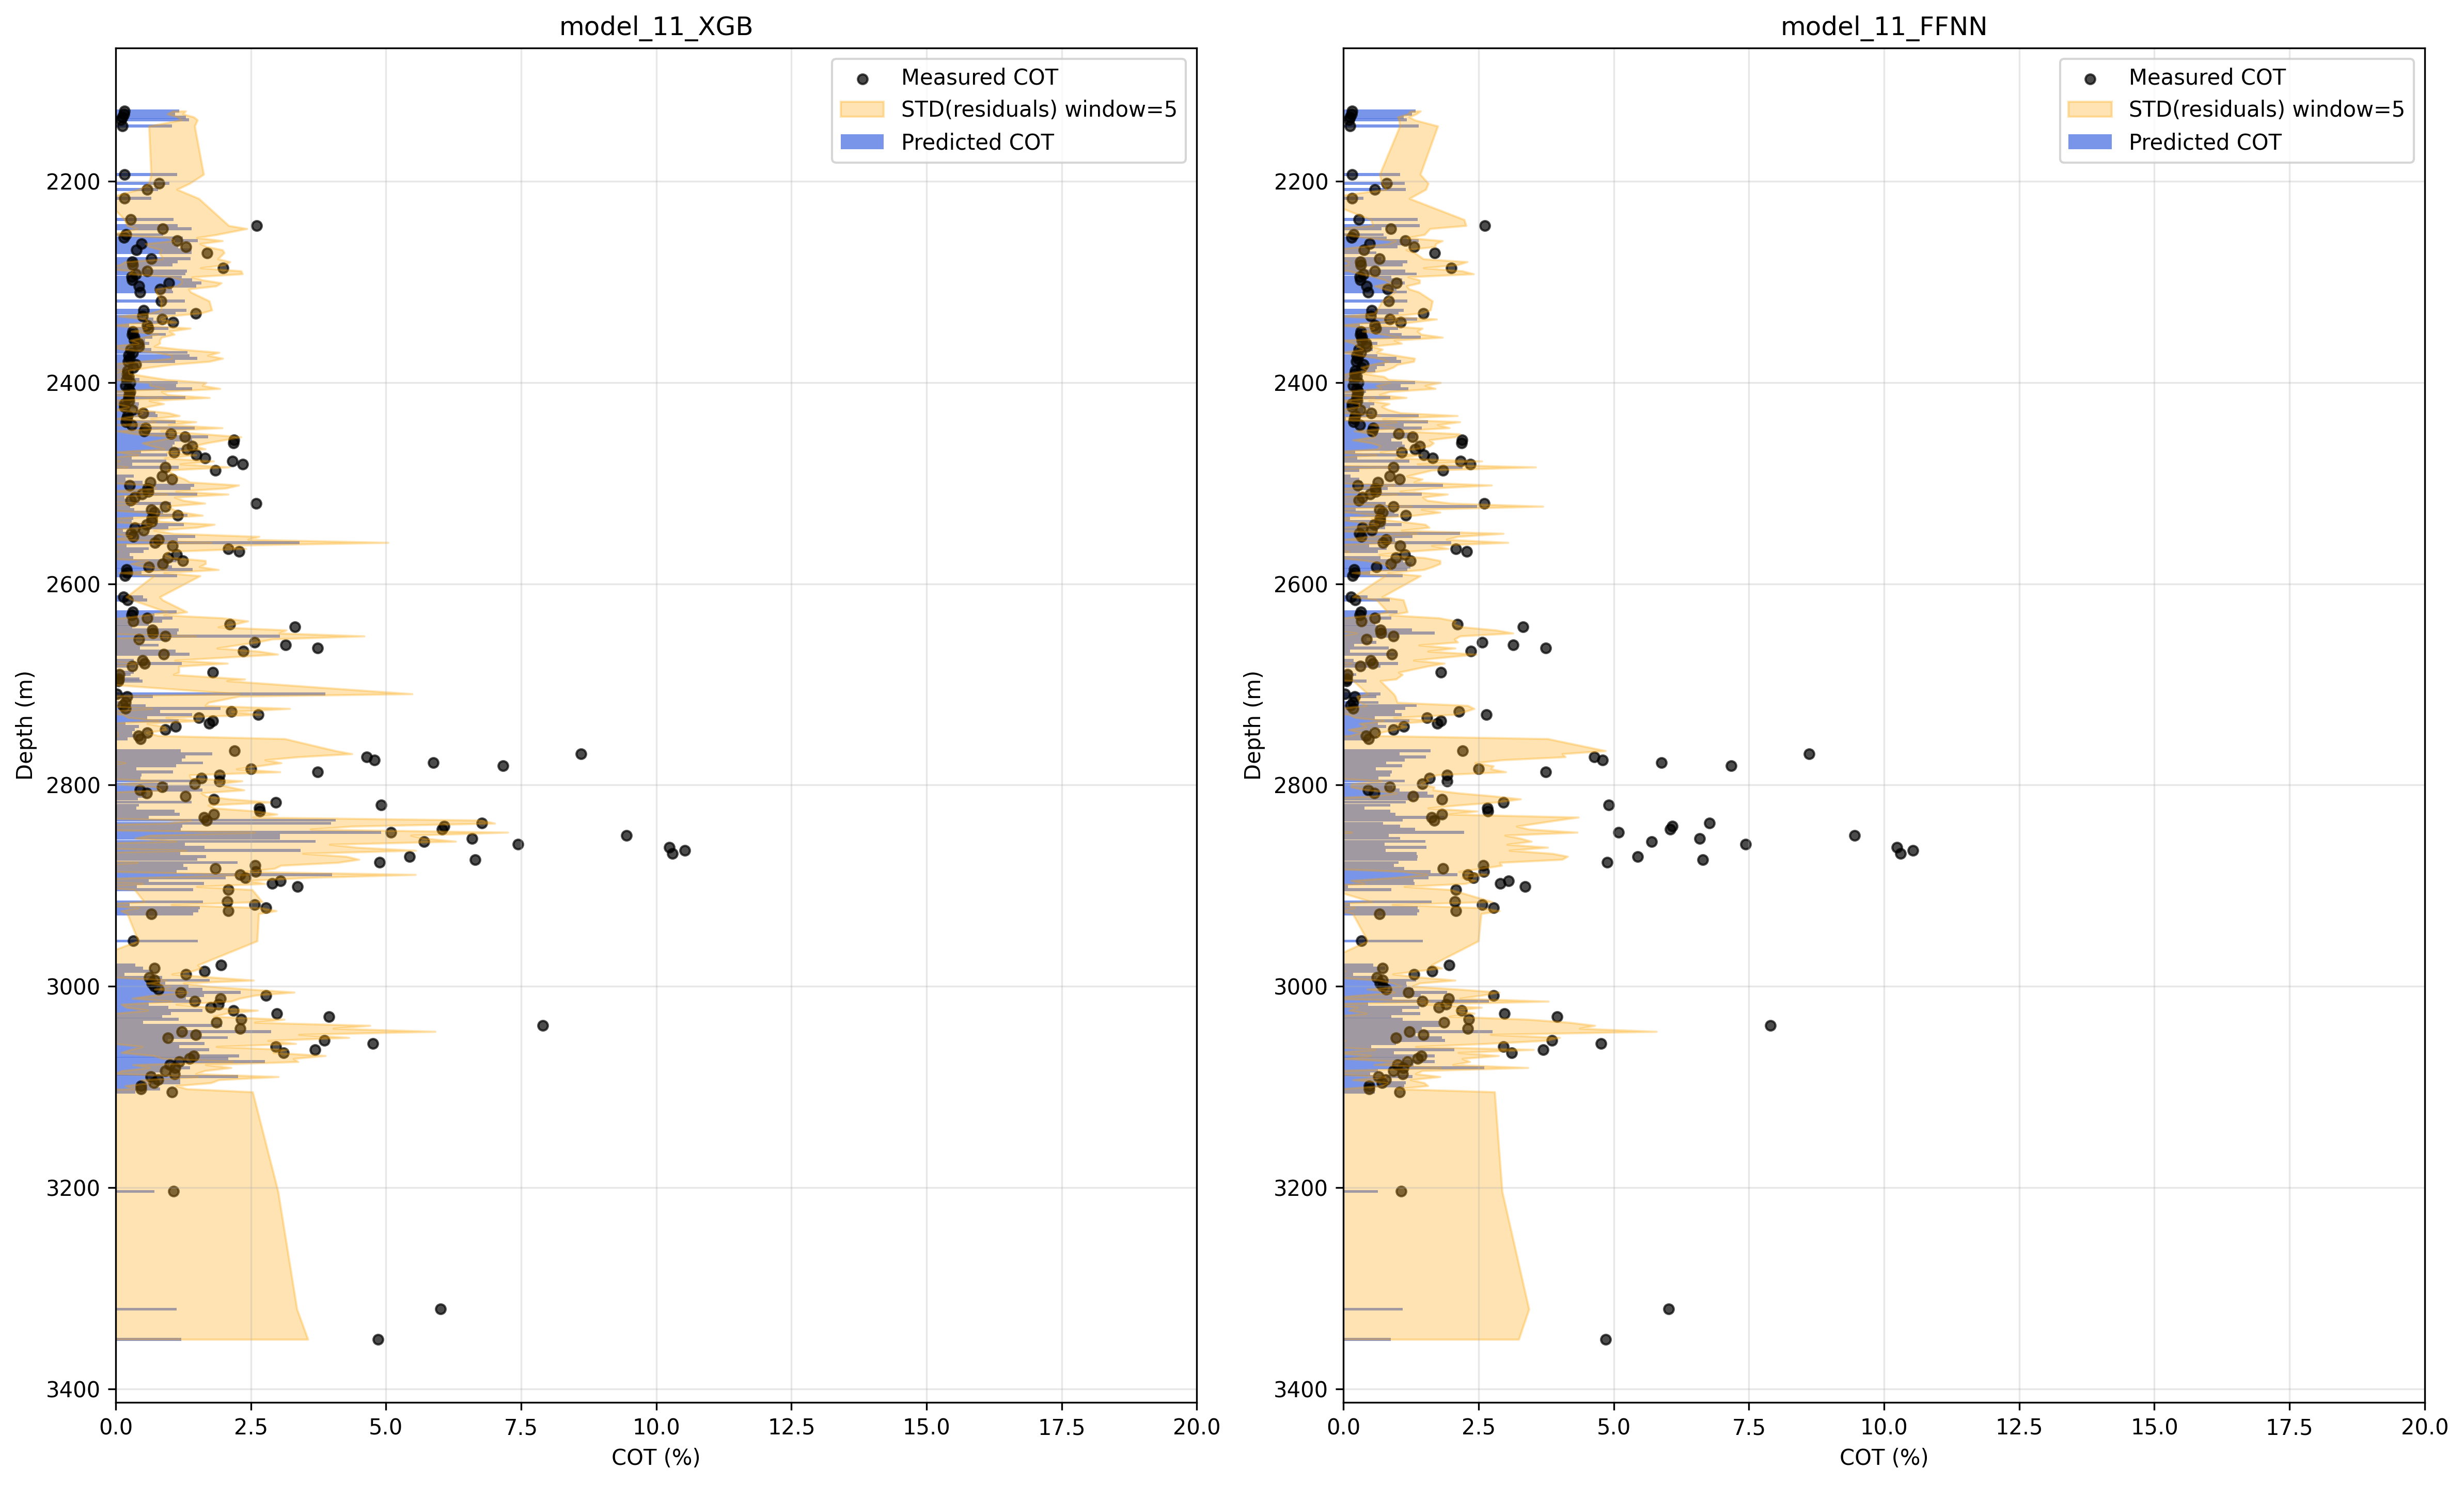 model_11_XGB
Measured COT
STD(residuals) window=5
Predicted COT
Depth (m)
2200
2400
2600
2800
3000
3200
3400
0.0 2.5 5.0 7.5 10.0 12.5 15.0 17.5 20.0
COT (%)
model_11_FFNN
Measured COT
STD(residuals) window=5
Predicted COT
Depth (m)
2200
2400
2600
2800
3000
3200
3400
0.0 2.5 5.0 7.5 10.0 12.5 15.0 17.5 20.0
COT (%)